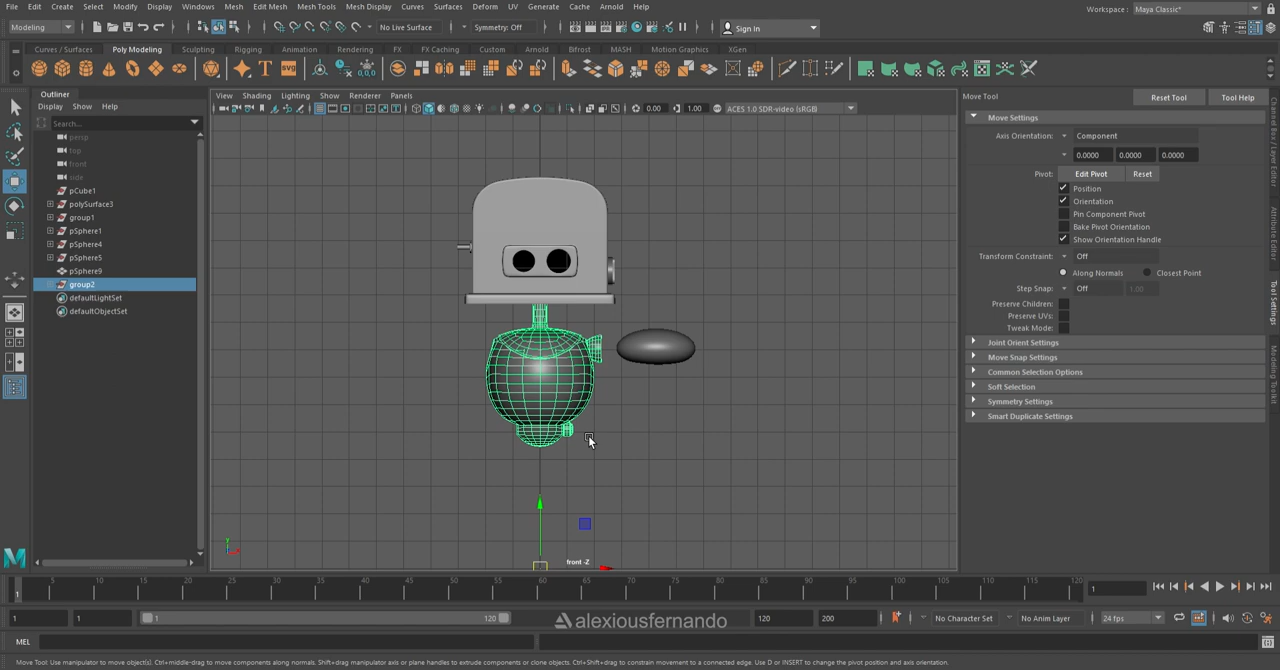 File Edit Create Select Modify Display Windows Mesh Edit Mesh Mesh Tools Mesh Display Curves Surfaces Deform UV Generate Cache Arnold Help
Workspace : Maya Classic*
Modeling
No Live Surface
Symmetry: Off
Sign In
Curves / Surfaces Poly Modeling Sculpting Rigging Animation Rendering FX FX Caching Custom Arnold Bifrost MASH Motion Graphics XGen
Outliner
Display Show Help
Search...
persp
top
front
side
pCube1
polySurface3
group1
pSphere1
pSphere4
pSphere5
pSphere9
group2
defaultLightSet
defaultObjectSet
View Shading Lighting Show Renderer Panels
0.00 1.00 ACES 1.0 SDR-video (sRGB)
front -Z
Move Tool
Reset Tool Tool Help
Move Settings
Axis Orientation: Component
0.0000 0.0000 0.0000
Pivot: Edit Pivot Reset
Position
Orientation
Pin Component Pivot
Bake Pivot Orientation
Show Orientation Handle
Transform Constraint: Off
Along Normals Closest Point
Step Snap: Off 1.00
Preserve Children:
Preserve UVs:
Tweak Mode:
Joint Orient Settings
Move Snap Settings
Common Selection Options
Soft Selection
Symmetry Settings
Smart Duplicate Settings
Channel Box / Layer Editor
Attribute Editor
Tool Settings
Modeling Toolkit
5 10 15 20 25 30 35 40 45 50 55 60 65 70 75 80 85 90 95 100 105 110 115 120
1
1
1 1 1 120 120 200 No Character Set No Anim Layer 24 fps
alexiousfernando
MEL
Move Tool: Use manipulator to move object(s). Ctrl+middle-drag to move components along normals. Shift+drag manipulator axis or plane handles to extrude components or clone objects. Ctrl+Shift+drag to constrain movement to a connected edge. Use D or INSERT to change the pivot position and axis orientation.